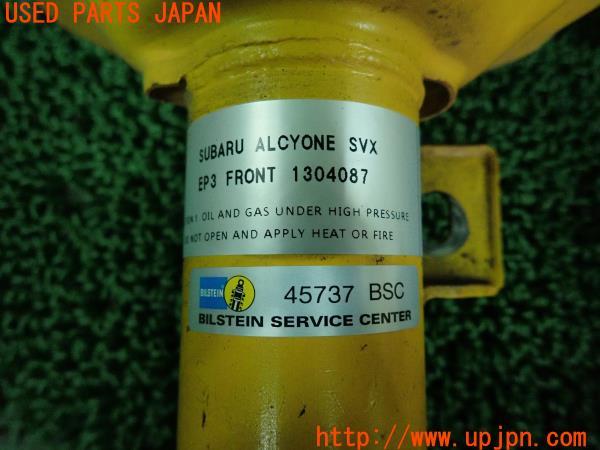 USED PARTS JAPAN
SUBARU ALCYONE SVX
EP3 FRONT 1304087
OIL AND GAS UNDER HIGH PRESSURE
NOT OPEN AND APPLY HEAT OR FIRE
BILSTEIN
45737 BSC
BILSTEIN SERVICE CENTER
http://www.upjpn.com/